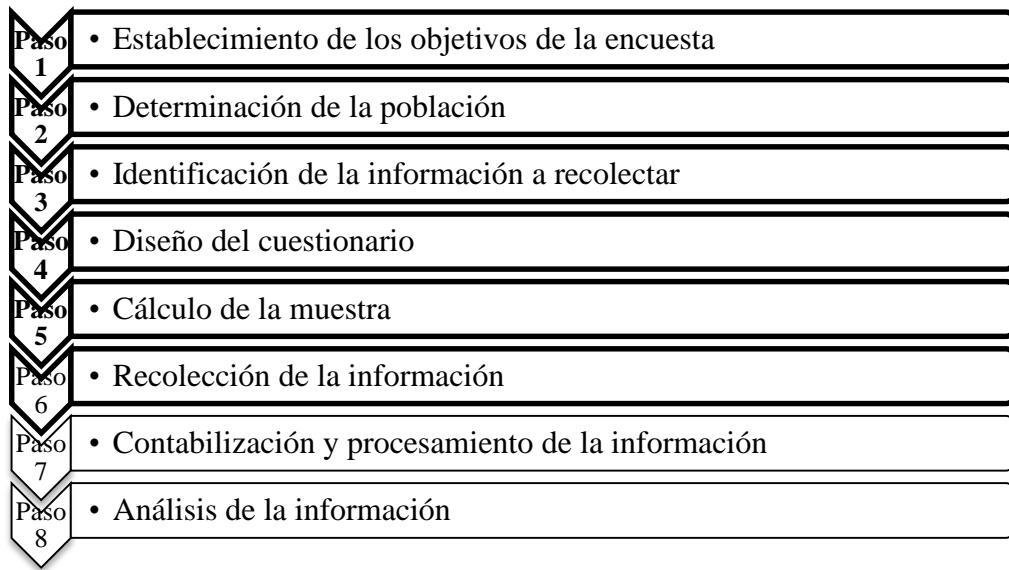 Paso 1
• Establecimiento de los objetivos de la encuesta
Paso 2
• Determinación de la población
Paso 3
• Identificación de la información a recolectar
Paso 4
• Diseño del cuestionario
Paso 5
• Cálculo de la muestra
Paso 6
• Recolección de la información
Paso 7
• Contabilización y procesamiento de la información
Paso 8
• Análisis de la información